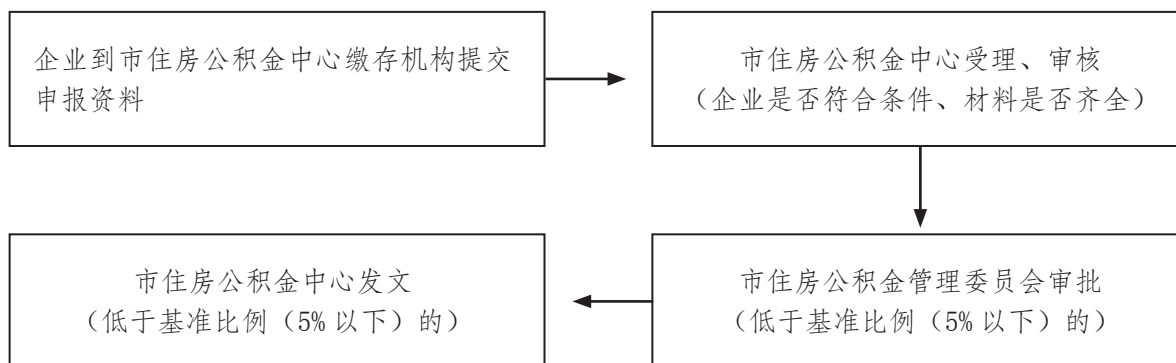 企业到市住房公积金中心缴存机构提交
申报资料
市住房公积金中心受理、审核
（企业是否符合条件、材料是否齐全）
市住房公积金管理委员会审批
（低于基准比例（5% 以下）的）
市住房公积金中心发文
（低于基准比例（5% 以下）的）